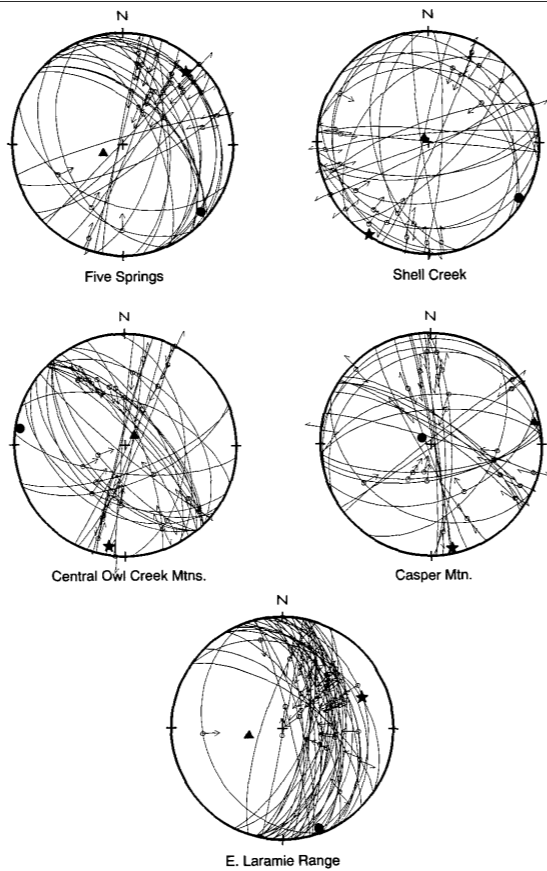 N
N
Five Springs
Shell Creek
N
N
Central Owl Creek Mtns.
Casper Mtn.
N
E. Laramie Range